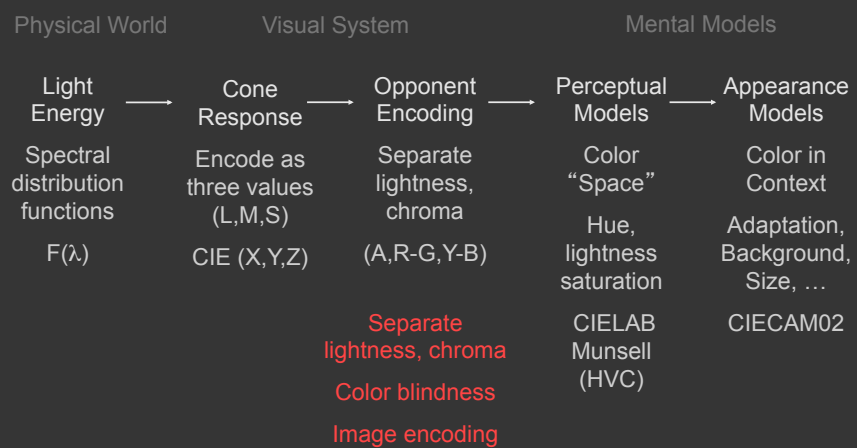 Physical World
Visual System
Mental Models
Light
Energy
Cone
Response
Opponent
Encoding
Perceptual
Models
Appearance
Models
Spectral
distribution
functions
F(λ)
Encode as
three values
(L,M,S)
CIE (X,Y,Z)
Separate
lightness,
chroma
(A,R-G,Y-B)
Separate
lightness, chroma
Color blindness
Image encoding
Color
“Space”
Hue,
lightness
saturation
CIELAB
Munsell
(HVC)
Color in
Context
Adaptation,
Background,
Size, …
CIECAM02